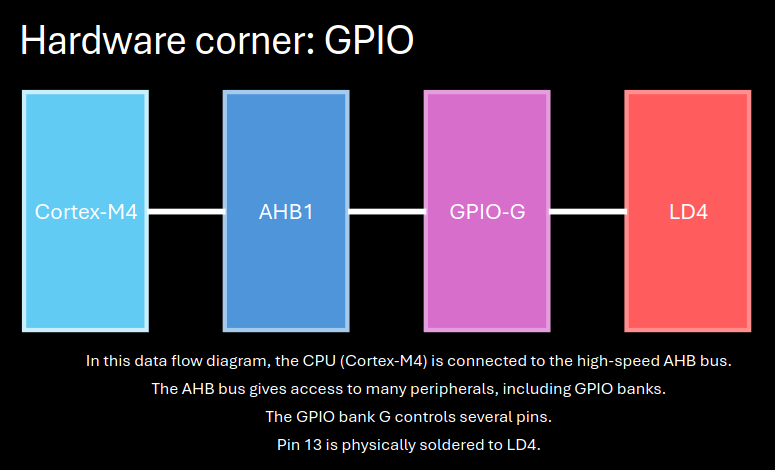 Hardware corner: GPIO
Cortex-M4
AHB1
GPIO-G
LD4
In this data flow diagram, the CPU (Cortex-M4) is connected to the high-speed AHB bus.
The AHB bus gives access to many peripherals, including GPIO banks.
The GPIO bank G controls several pins.
Pin 13 is physically soldered to LD4.